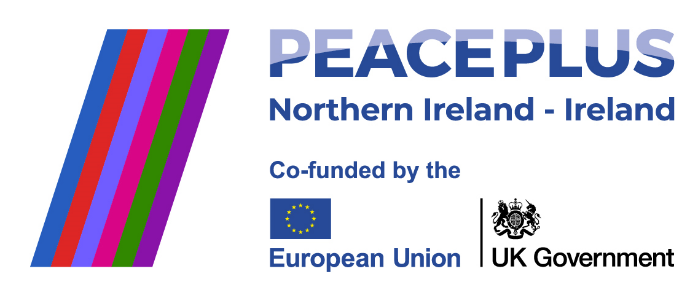 PEACEPLUS
Northern Ireland - Ireland
Co-funded by the
European Union
UK Government